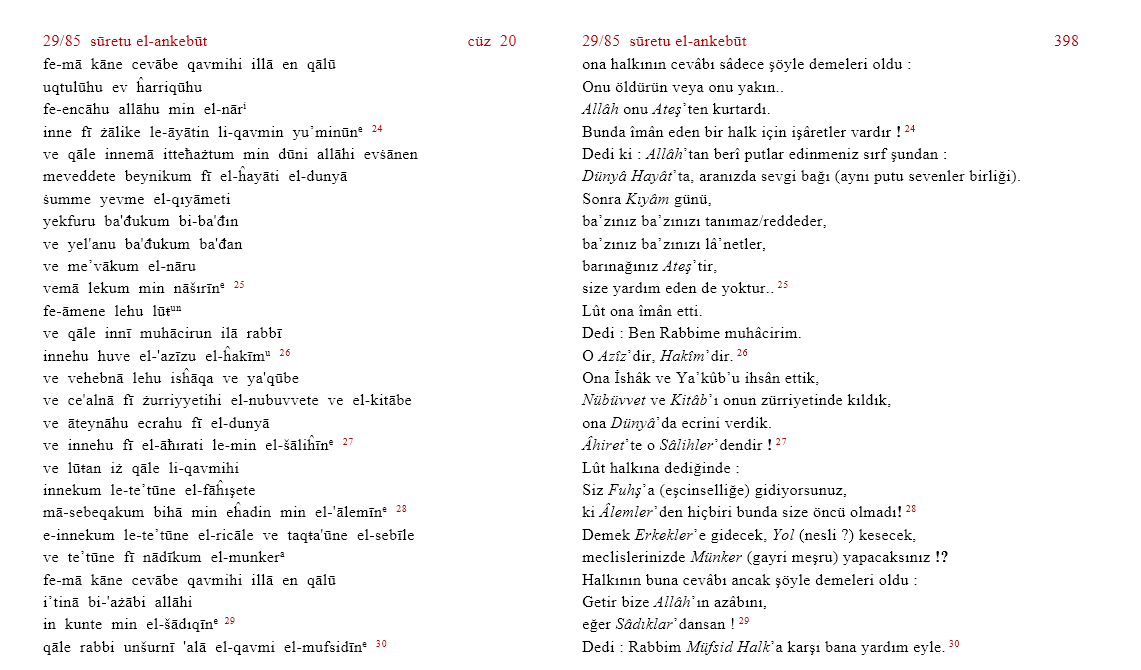 29/85 sūretu el-ankebūt cüz 20
fe-mā kāne cevābe qavmihi illā en qālū
uqtulūhu ev ĥarriqūhu
fe-encāhu allāhu min el-nārⁱ
inne fī żālike le-āyātin li-qavmin yu’minūnᵉ 24
ve qāle innemā itteħażtum min dūni allāhi evŝānen
meveddete beynikum fī el-ĥayāti el-dunyā
ŝumme yevme el-qıyāmeti
yekfuru ba'đukum bi-ba'đın
ve yel'anu ba'đukum ba'đan
ve me’vākum el-nāru
vemā lekum min nāšırīnᵉ 25
fe-āmene lehu lūŧᵘⁿ
ve qāle innī muhācirun ilā rabbī
innehu huve el-'azīzu el-ĥakīmᵘ 26
ve vehebnā lehu isĥāqa ve ya'qūbe
ve ce'alnā fī żurriyyetihi el-nubuvvete ve el-kitābe
ve āteynāhu ecrahu fī el-dunyā
ve innehu fī el-āħırati le-min el-šāliĥīnᵉ 27
ve lūŧan iż qāle li-qavmihi
innekum le-te’tūne el-fāĥışete
mā-sebeqakum bihā min eĥadin min el-'ālemīnᵉ 28
e-innekum le-te’tūne el-ricāle ve taqŧa'ūne el-sebīle
ve te’tūne fī nādīkum el-munkerᵃ
fe-mā kāne cevābe qavmihi illā en qālū
i’tinā bi-'ażābi allāhi
in kunte min el-šādıqīnᵉ 29
qāle rabbi unšurnī 'alā el-qavmi el-mufsidīnᵉ 30
29/85 sūretu el-ankebūt 398
ona halkının cevâbı sâdece şöyle demeleri oldu :
Onu öldürün veya onu yakın..
Allâh onu Ateş’ten kurtardı.
Bunda îmân eden bir halk için işâretler vardır ! 24
Dedi ki : Allâh’tan berî putlar edinmeniz sırf şundan :
Dünyâ Hayât’ta, aranızda sevgi bağı (aynı putu sevenler birliği).
Sonra Kıyâm günü,
ba’zınız ba’zınızı tanımaz/reddeder,
ba’zınız ba’zınızı lâ’netler,
barınağınız Ateş’tir,
size yardım eden de yoktur.. 25
Lût ona îmân etti.
Dedi : Ben Rabbime muhâcirim.
O Azîz’dir, Hakîm’dir. 26
Ona İshâk ve Ya’kûb’u ihsân ettik,
Nübüvvet ve Kitâb’ı onun zürriyetinde kıldık,
ona Dünyâ’da ecrini verdik.
Âhiret’te o Sâlihler’dendir ! 27
Lût halkına dediğinde :
Siz Fuhş’a (eşcinselliğe) gidiyorsunuz,
ki Âlemler’den hiçbiri bunda size öncü olmadı! 28
Demek Erkekler’e gidecek, Yol (nesli ?) kesecek,
meclislerinizde Münker (gayri meşru) yapacaksınız !?
Halkının buna cevâbı ancak şöyle demeleri oldu :
Getir bize Allâh’ın azâbını,
eğer Sâdıklar’dansan ! 29
Dedi : Rabbim Müfsid Halk’a karşı bana yardım eyle. 30